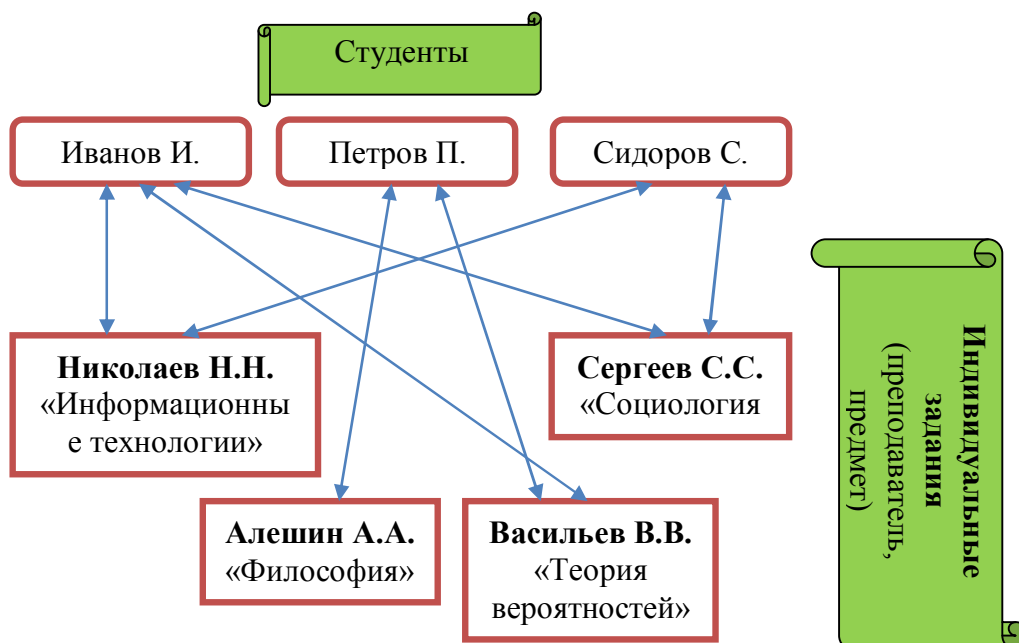 Студенты
Иванов И.
Петров П.
Сидоров С.
Николаев Н.Н.
«Информационны
е технологии»
Сергеев С.С.
«Социология
Алешин А.А.
«Философия»
Васильев В.В.
«Теория
вероятностей»
Индивидуальные
задания
(преподаватель,
предмет)